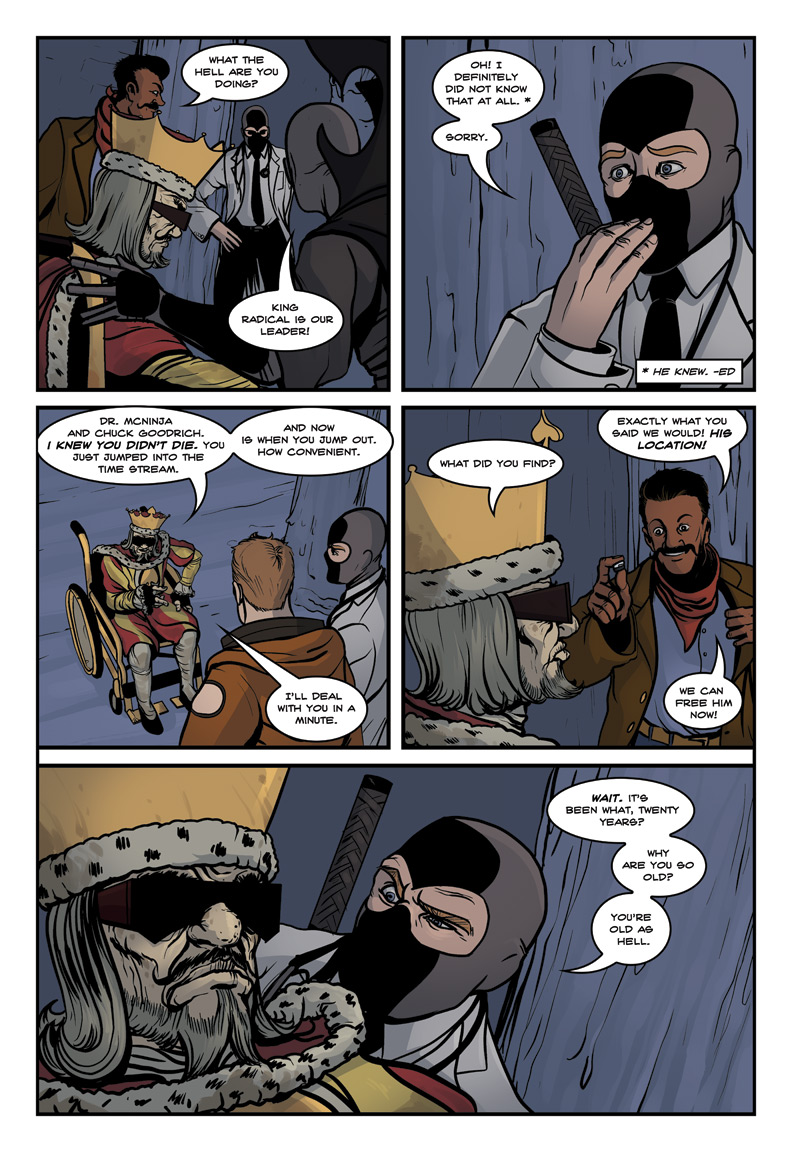 WHAT THE
HELL ARE YOU
DOING?
KING
RADICAL IS OUR
LEADER!
OH! I
DEFINITELY
DID NOT KNOW
THAT AT ALL. *
SORRY.
* HE KNEW. -ED
DR. MCNINJA
AND CHUCK GOODRICH.
I KNEW YOU DIDN'T DIE. YOU
JUST JUMPED INTO THE
TIME STREAM.
AND NOW
IS WHEN YOU JUMP OUT.
HOW CONVENIENT.
I'LL DEAL
WITH YOU IN A
MINUTE.
WHAT DID YOU FIND?
EXACTLY WHAT YOU
SAID WE WOULD! HIS
LOCATION!
WE CAN
FREE HIM
NOW!
WAIT. IT'S
BEEN WHAT, TWENTY
YEARS?
WHY
ARE YOU SO
OLD?
YOU'RE
OLD AS
HELL.